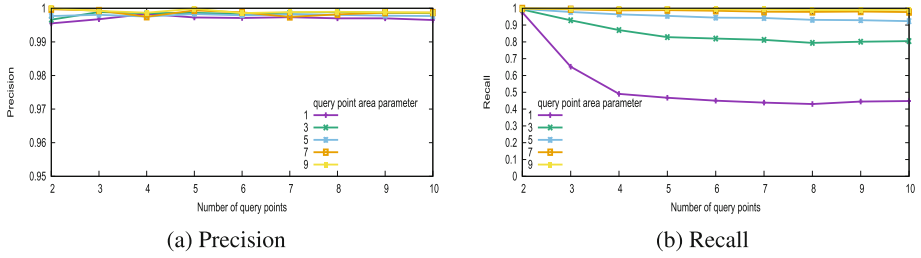 1
0.99
0.98
0.97
0.96
0.95
Precision
query point area parameter
1
3
5
7
9
2 3 4 5 6 7 8 9 10
Number of query points
(a) Precision
1
0.9
0.8
0.7
0.6
0.5
0.4
0.3
0.2
0.1
0
Recall
query point area parameter
1
3
5
7
9
2 3 4 5 6 7 8 9 10
Number of query points
(b) Recall